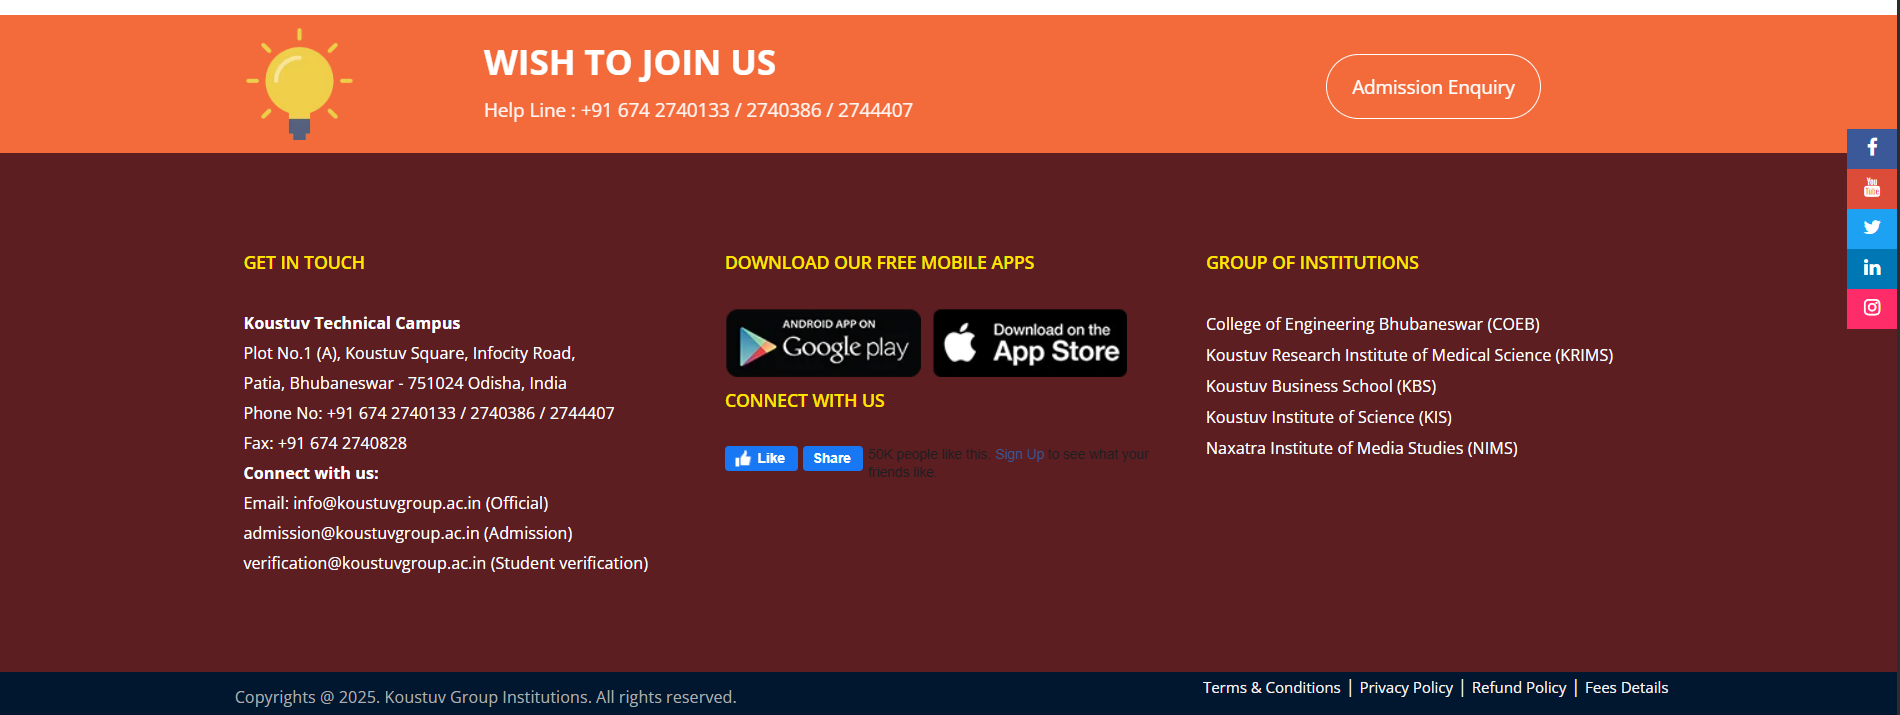 WISH TO JOIN US
Help Line : +91 674 2740133 / 2740386 / 2744407
Admission Enquiry
You
Tube
GET IN TOUCH
Koustuv Technical Campus
Plot No.1 (A), Koustuv Square, Infocity Road,
Patia, Bhubaneswar - 751024 Odisha, India
Phone No: +91 674 2740133 / 2740386 / 2744407
Fax: +91 674 2740828
Connect with us:
Email: info@koustuvgroup.ac.in (Official)
admission@koustuvgroup.ac.in (Admission)
verification@koustuvgroup.ac.in (Student verification)
DOWNLOAD OUR FREE MOBILE APPS
ANDROID APP ON
Google play
Download on the
App Store
CONNECT WITH US
Like Share 50K people like this. Sign Up to see what your
friends like.
GROUP OF INSTITUTIONS
College of Engineering Bhubaneswar (COEB)
Koustuv Research Institute of Medical Science (KRIMS)
Koustuv Business School (KBS)
Koustuv Institute of Science (KIS)
Naxatra Institute of Media Studies (NIMS)
Copyrights @ 2025. Koustuv Group Institutions. All rights reserved.
Terms & Conditions | Privacy Policy | Refund Policy | Fees Details